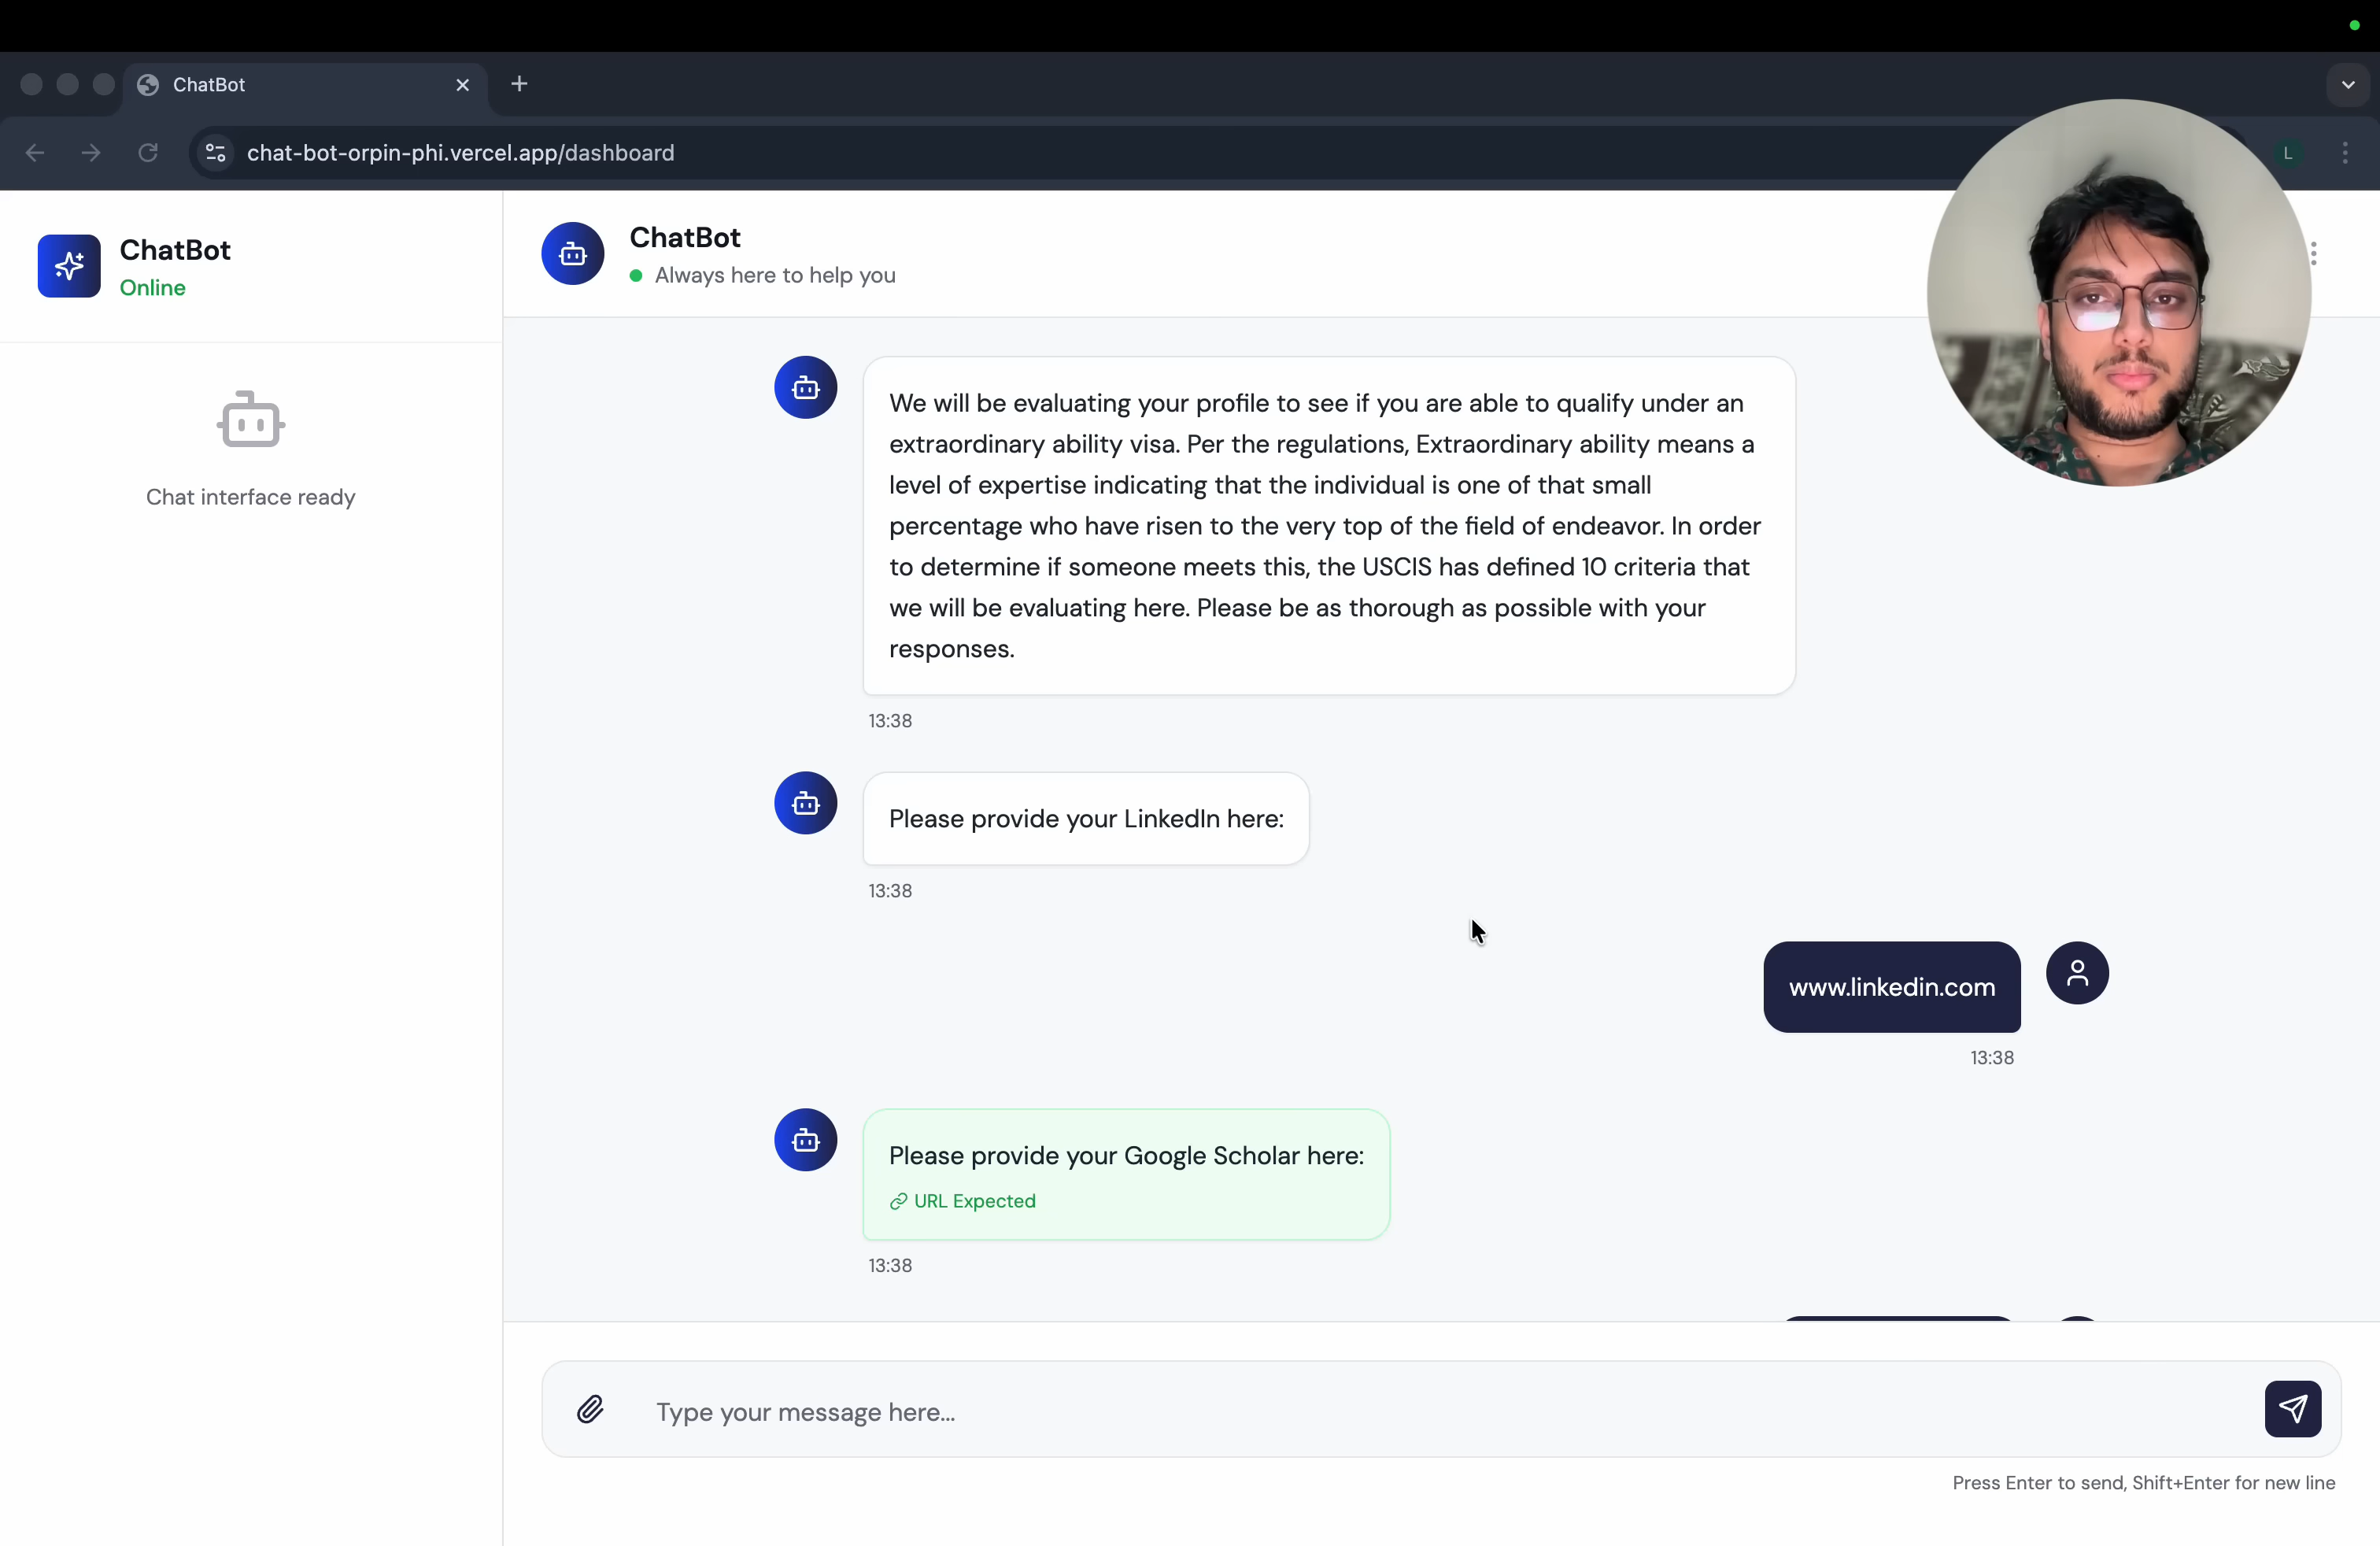 ChatBot
chat-bot-orpin-phi.vercel.app/dashboard
L
ChatBot
Online
Chat interface ready
ChatBot
Always here to help you
We will be evaluating your profile to see if you are able to qualify under an
extraordinary ability visa. Per the regulations, Extraordinary ability means a
level of expertise indicating that the individual is one of that small
percentage who have risen to the very top of the field of endeavor. In order
to determine if someone meets this, the USCIS has defined 10 criteria that
we will be evaluating here. Please be as thorough as possible with your
responses.
13:38
Please provide your LinkedIn here:
13:38
www.linkedin.com
13:38
Please provide your Google Scholar here:
URL Expected
13:38
Type your message here...
Press Enter to send, Shift+Enter for new line